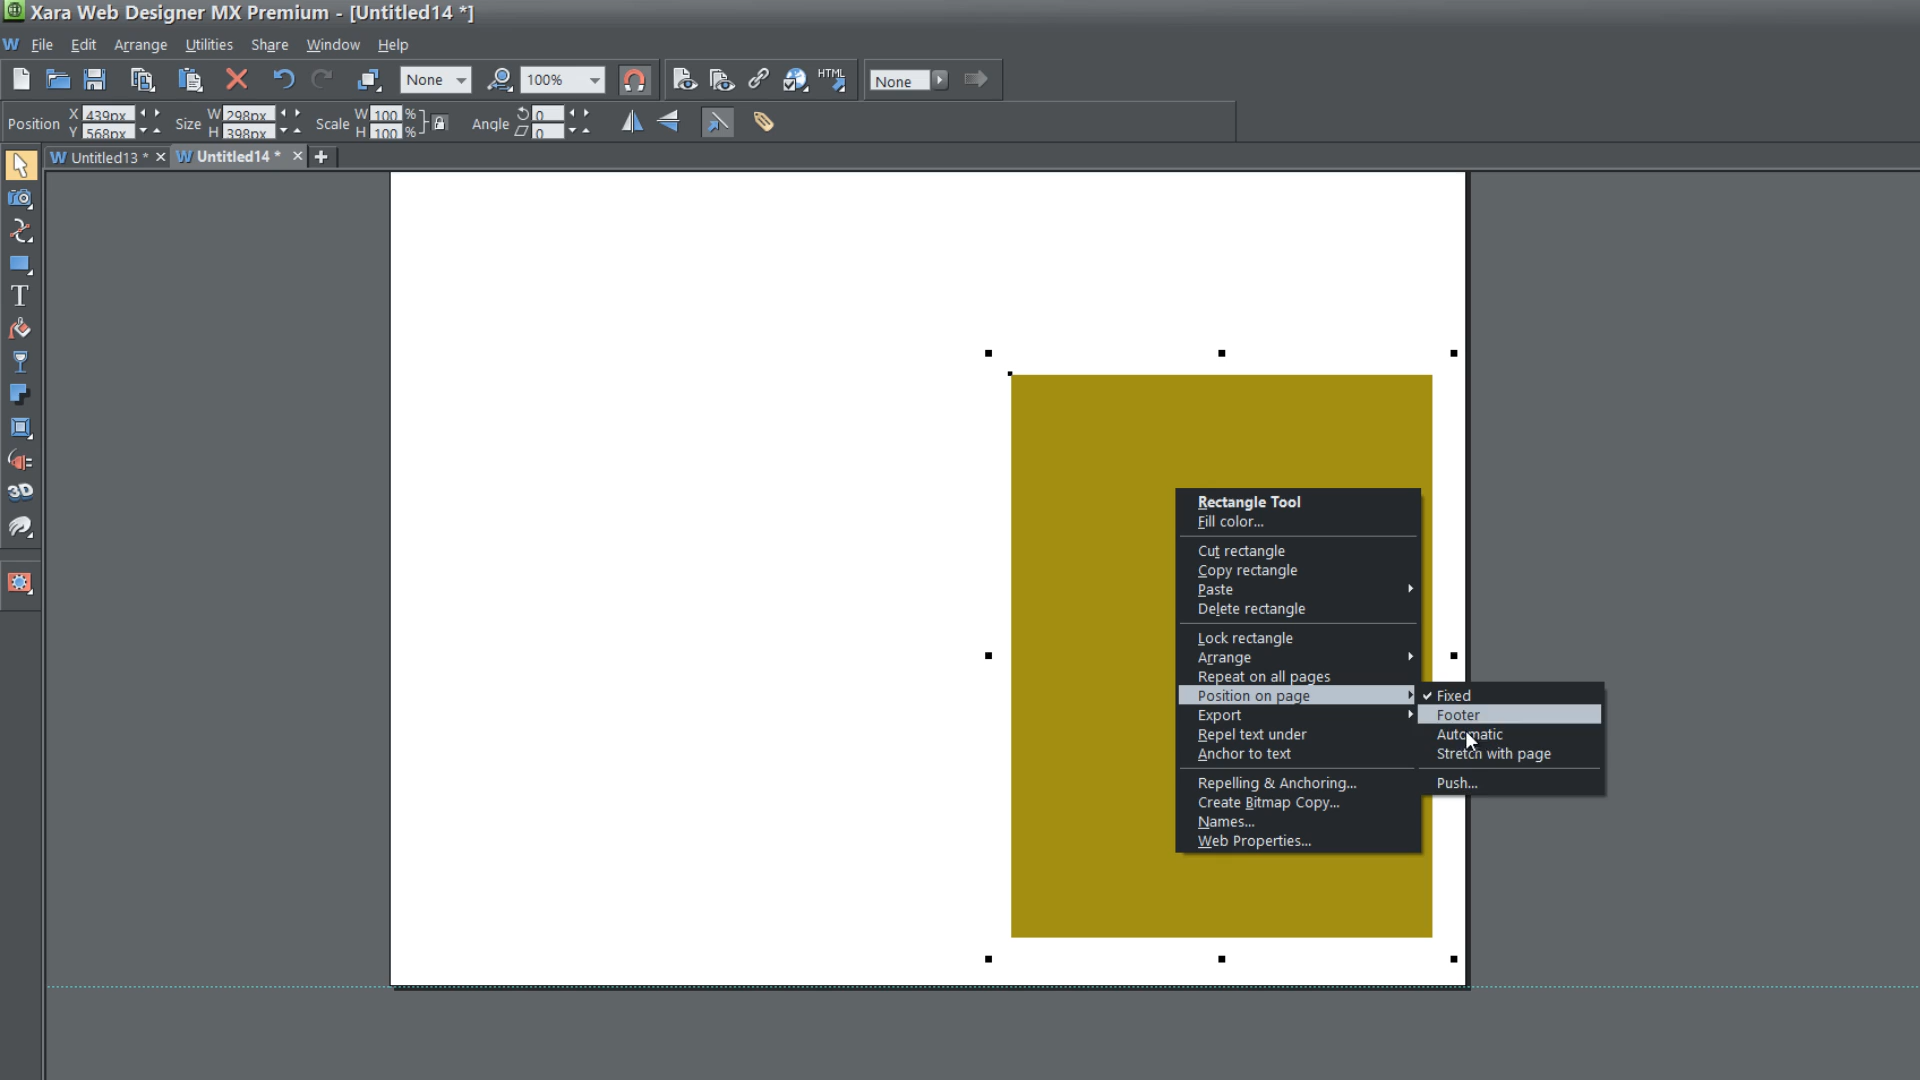 Xara Web Designer MX Premium - [Untitled14 *]
W File Edit Arrange Utilities Share Window Help
None 100% HTML None
Position X 439px Y 568px Size W 298px H 398px Scale W 100 % H 100 % Angle 0 0
W Untitled13 * W Untitled14 *
T
3D
Rectangle Tool
Fill color...
Cut rectangle
Copy rectangle
Paste
Delete rectangle
Lock rectangle
Arrange
Repeat on all pages
Position on page
Export
Repel text under
Anchor to text
Repelling & Anchoring...
Create Bitmap Copy...
Names...
Web Properties...
Fixed
Footer
Automatic
Stretch with page
Push...